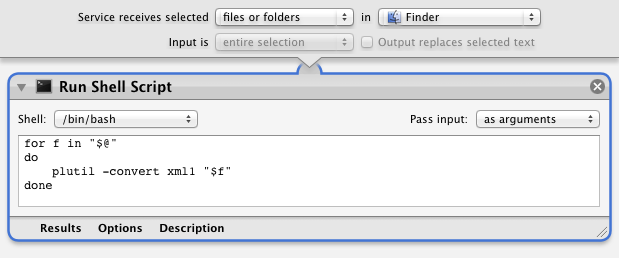 Service receives selected files or folders in Finder
Input is entire selection Output replaces selected text
Run Shell Script
Shell: /bin/bash Pass input: as arguments
for f in "$@"
do
    plutil -convert xml1 "$f"
done
Results Options Description